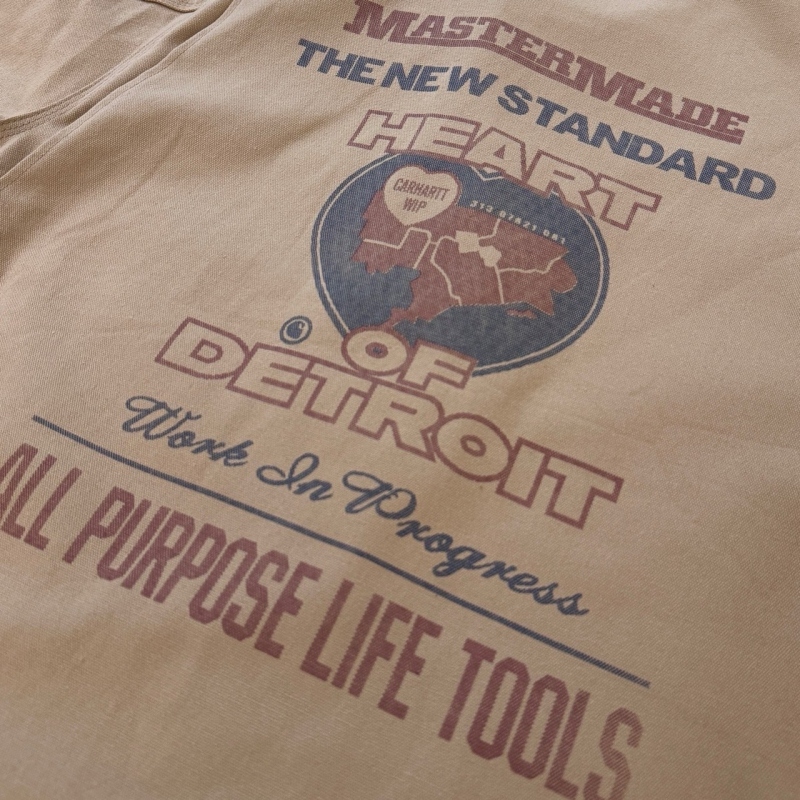 MASTERMADE
THE NEW STANDARD
HEART
CARHARTT
WIP
OF
DETROIT
Work In Progress
ALL PURPOSE LIFE TOOLS